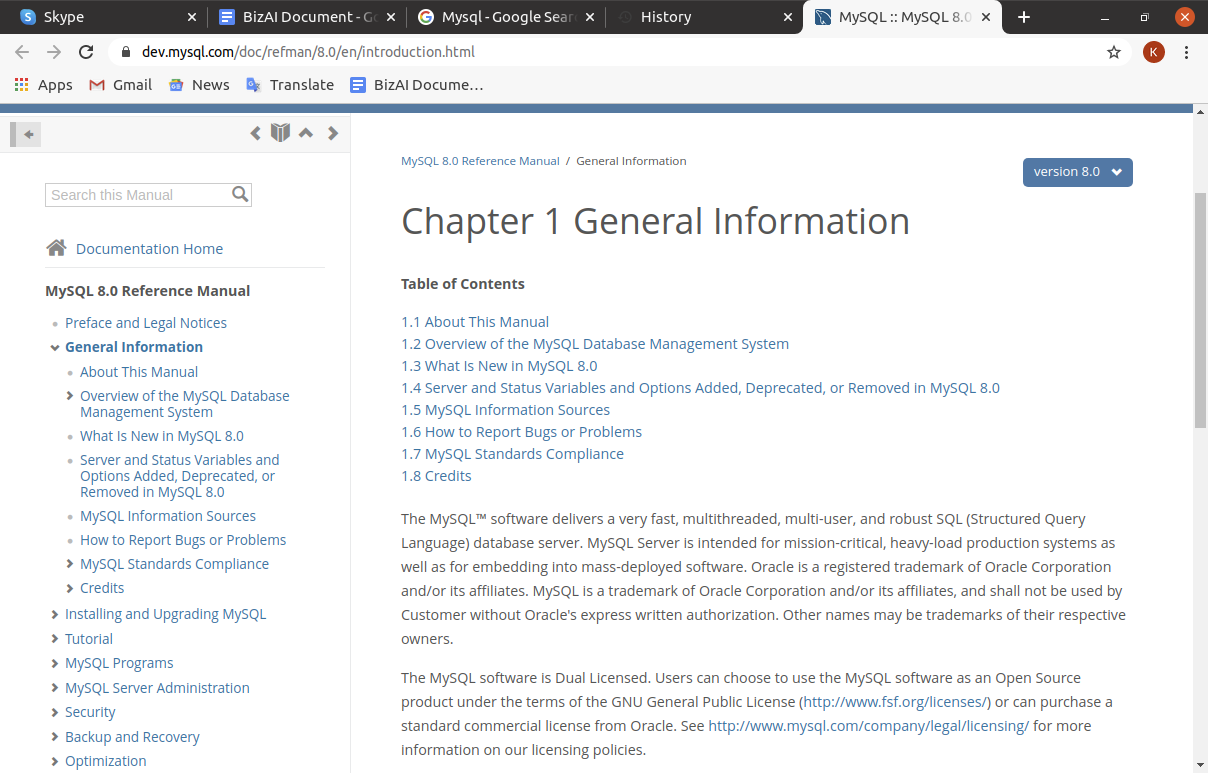 Skype
BizAI Document - Go
Mysql - Google Sear
History
MySQL :: MySQL 8.0
dev.mysql.com/doc/refman/8.0/en/introduction.html
K
Apps
Gmail
News
Translate
BizAI Docume…
Search this Manual
Documentation Home
MySQL 8.0 Reference Manual
Preface and Legal Notices
General Information
About This Manual
Overview of the MySQL Database
Management System
What Is New in MySQL 8.0
Server and Status Variables and
Options Added, Deprecated, or
Removed in MySQL 8.0
MySQL Information Sources
How to Report Bugs or Problems
MySQL Standards Compliance
Credits
Installing and Upgrading MySQL
Tutorial
MySQL Programs
MySQL Server Administration
Security
Backup and Recovery
Optimization
MySQL 8.0 Reference Manual / General Information
version 8.0
Chapter 1 General Information
Table of Contents
1.1 About This Manual
1.2 Overview of the MySQL Database Management System
1.3 What Is New in MySQL 8.0
1.4 Server and Status Variables and Options Added, Deprecated, or Removed in MySQL 8.0
1.5 MySQL Information Sources
1.6 How to Report Bugs or Problems
1.7 MySQL Standards Compliance
1.8 Credits
The MySQL™ software delivers a very fast, multithreaded, multi-user, and robust SQL (Structured Query
Language) database server. MySQL Server is intended for mission-critical, heavy-load production systems as
well as for embedding into mass-deployed software. Oracle is a registered trademark of Oracle Corporation
and/or its affiliates. MySQL is a trademark of Oracle Corporation and/or its affiliates, and shall not be used by
Customer without Oracle's express written authorization. Other names may be trademarks of their respective
owners.
The MySQL software is Dual Licensed. Users can choose to use the MySQL software as an Open Source
product under the terms of the GNU General Public License (http://www.fsf.org/licenses/) or can purchase a
standard commercial license from Oracle. See http://www.mysql.com/company/legal/licensing/ for more
information on our licensing policies.